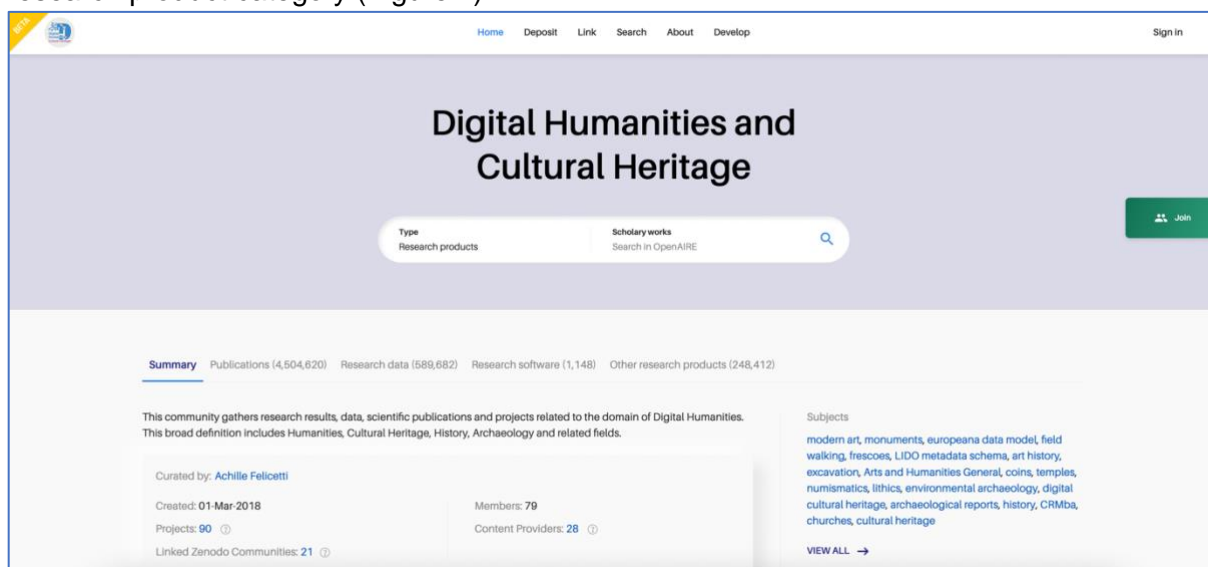 BETA
Home Deposit Link Search About Develop Sign in
Digital Humanities and
Cultural Heritage
Type
Research products
Scholary works
Search in OpenAIRE
Join
Summary Publications (4,504,620) Research data (589,682) Research software (1,148) Other research products (248,412)
This community gathers research results, data, scientific publications and projects related to the domain of Digital Humanities.
This broad definition includes Humanities, Cultural Heritage, History, Archaeology and related fields.
Curated by: Achille Felicetti
Created: 01-Mar-2018
Members: 79
Projects: 90
Content Providers: 28
Linked Zenodo Communities: 21
Subjects
modern art, monuments, europeana data model, field
walking, frescoes, LIDO metadata schema, art history,
excavation, Arts and Humanities General, coins, temples,
numismatics, lithics, environmental archaeology, digital
cultural heritage, archaeological reports, history, CRMba,
churches, cultural heritage
VIEW ALL →